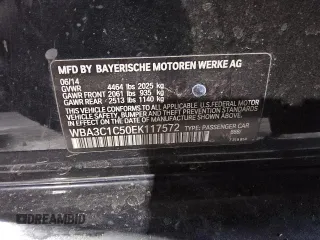 MFD BY BAYERISCHE MOTOREN WERKE AG
06/14
GVWR 4464 lbs 2025 kg
GAWR FRONT 2061 lbs 935 kg
GAWR REAR 2513 lbs 1140 kg
THIS VEHICLE CONFORMS TO ALL APPLICABLE
U.S. FEDERAL MOTOR VEHICLE SAFETY, BUMPER,
AND THEFT PREVENTION STANDARDS IN
EFFECT ON THE DATE OF MANUFACTURE SHOWN ABOVE.
WBA3C1C50EK117572 TYPE: PASSENGER CAR
DREAMBID